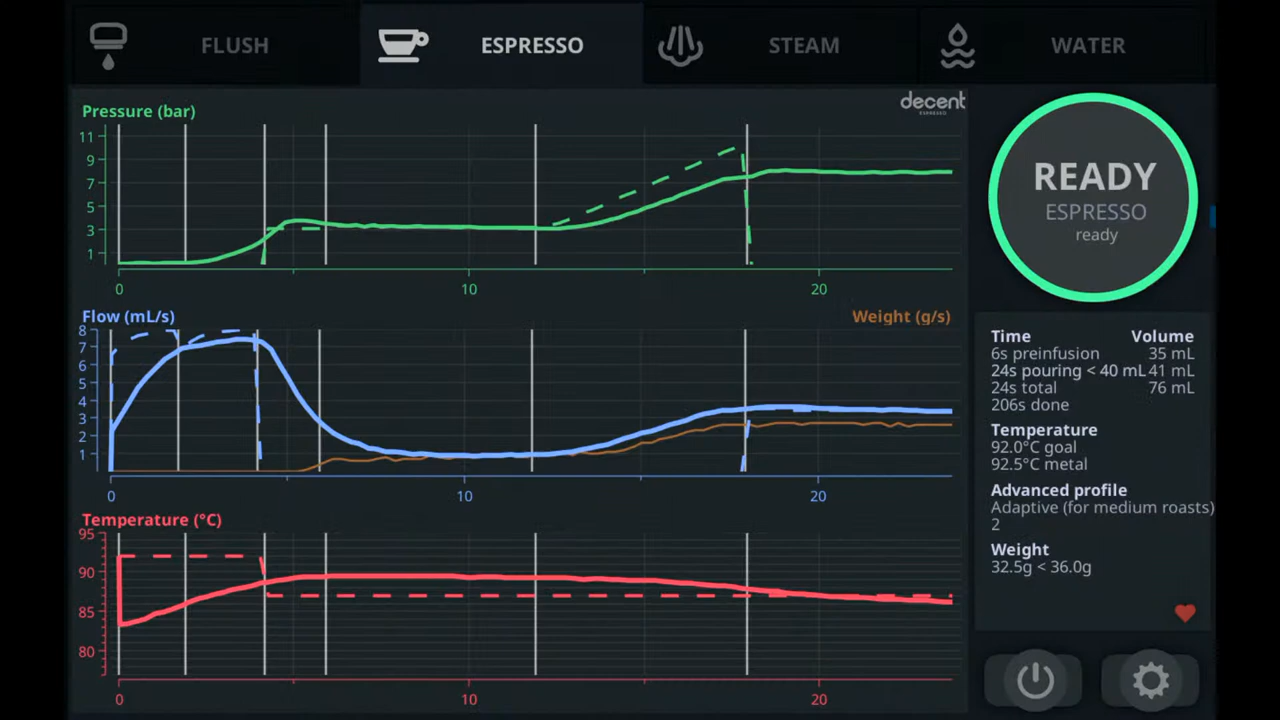 FLUSH
ESPRESSO
STEAM
WATER
Pressure (bar)
decent
ESPRESSO
11
9
7
5
3
1
0
10
20
Flow (mL/s)
Weight (g/s)
8
7
6
5
4
3
2
1
0
10
20
Temperature (°C)
95
90
85
80
0
10
20
READY
ESPRESSO
ready
Time Volume
6s preinfusion 35 mL
24s pouring < 40 mL 41 mL
24s total 76 mL
206s done
Temperature
92.0°C goal
92.5°C metal
Advanced profile
Adaptive (for medium roasts)
2
Weight
32.5g < 36.0g